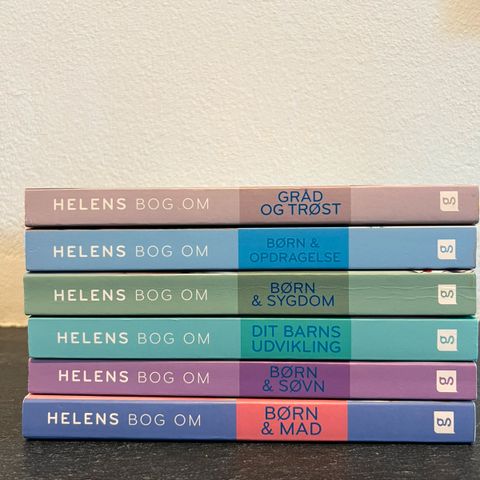 HELENS BOG OM
GRÅD
OG TRØST
g
HELENS BOG OM
BØRN &
OPDRAGELSE
g
HELENS BOG OM
BØRN
& SYGDOM
g
HELENS BOG OM
DIT BARNS
UDVIKLING
g
HELENS BOG OM
BØRN
& SØVN
g
HELENS BOG OM
BØRN
& MAD
g